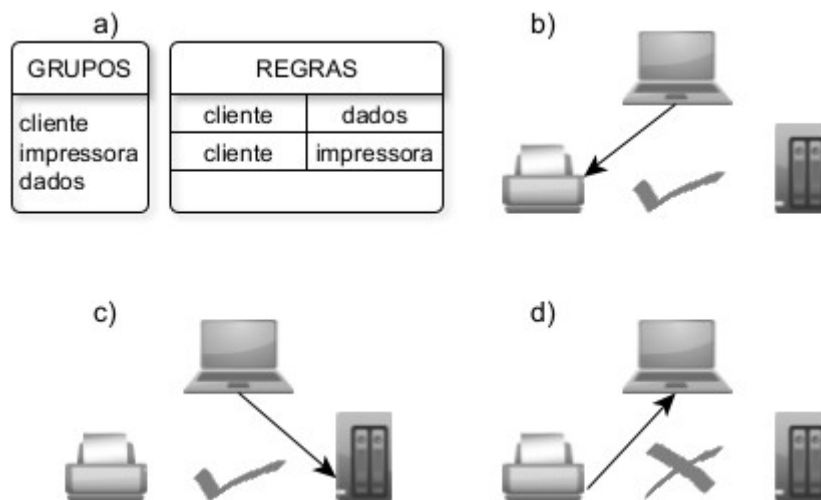 a)
GRUPOS
cliente
impressora
dados
REGRAS
cliente dados
cliente impressora
b)
c)
d)